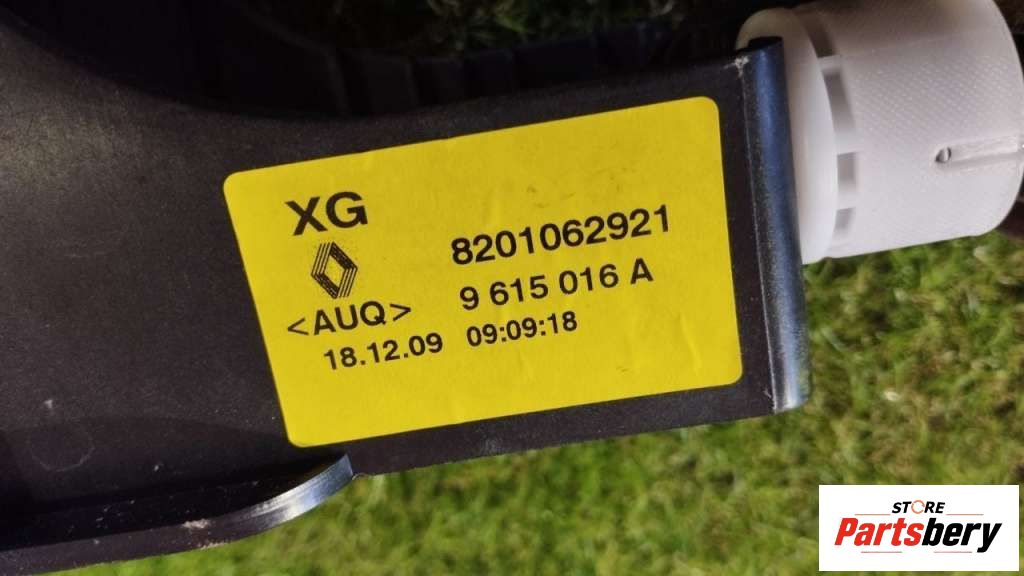 XG
8201062921
<AUQ>
9 615 016 A
18.12.09 09:09:18
STORE
Partsbery